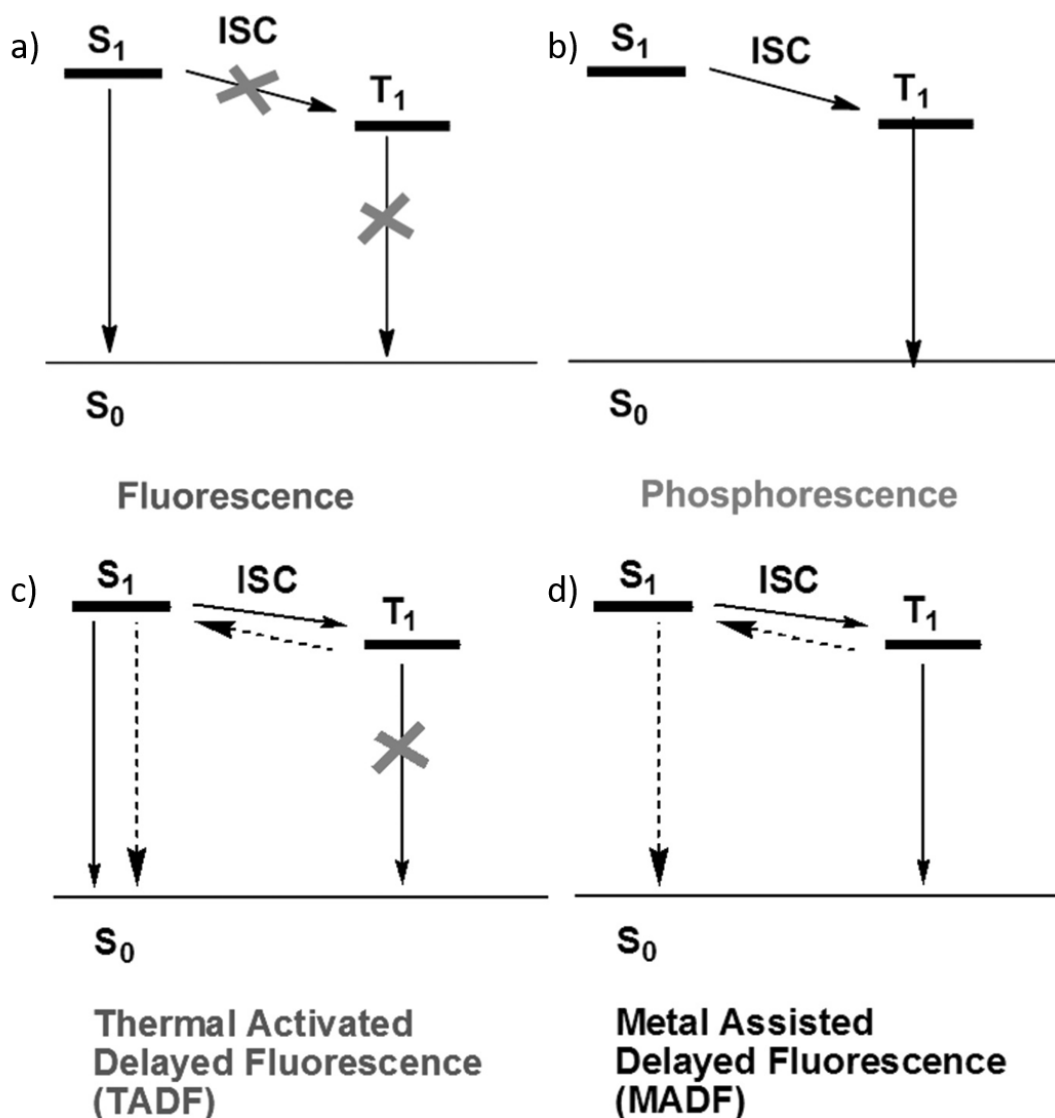 a)
S1
ISC
T1
S0
Fluorescence
b)
S1
ISC
T1
S0
Phosphorescence
c)
S1
ISC
T1
S0
Thermal Activated
Delayed Fluorescence
(TADF)
d)
S1
ISC
T1
S0
Metal Assisted
Delayed Fluorescence
(MADF)